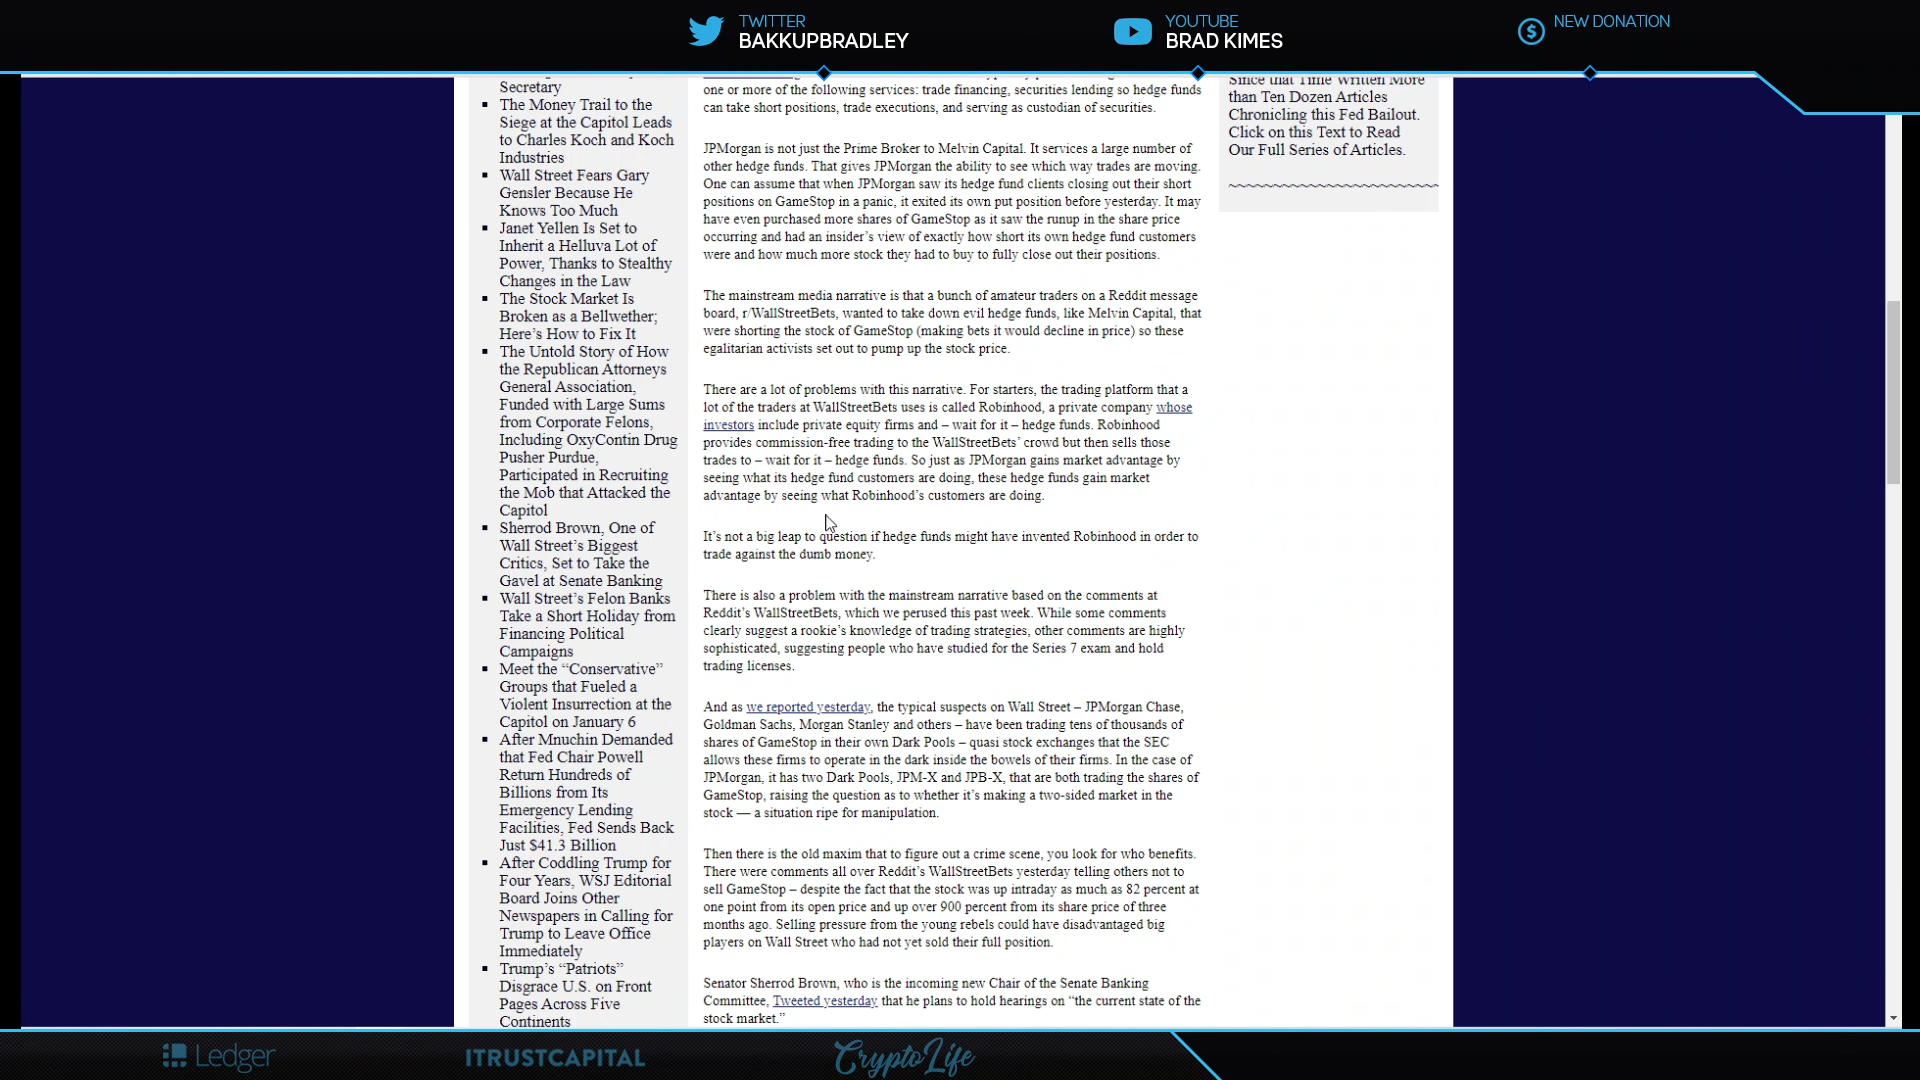 TWITTER
BAKKUPBRADLEY
YOUTUBE
BRAD KIMES
NEW DONATION
Secretary
The Money Trail to the
Siege at the Capitol Leads
to Charles Koch and Koch
Industries
Wall Street Fears Gary
Gensler Because He
Knows Too Much
Janet Yellen Is Set to
Inherit a Helluva Lot of
Power, Thanks to Stealthy
Changes in the Law
The Stock Market Is
Broken as a Bellwether;
Here’s How to Fix It
The Untold Story of How
the Republican Attorneys
General Association,
Funded with Large Sums
from Corporate Felons,
Including OxyContin Drug
Pusher Purdue,
Participated in Recruiting
the Mob that Attacked the
Capitol
Sherrod Brown, One of
Wall Street’s Biggest
Critics, Set to Take the
Gavel at Senate Banking
Wall Street’s Felon Banks
Take a Short Holiday from
Financing Political
Campaigns
Meet the “Conservative”
Groups that Fueled a
Violent Insurrection at the
Capitol on January 6
After Mnuchin Demanded
that Fed Chair Powell
Return Hundreds of
Billions from Its
Emergency Lending
Facilities, Fed Sends Back
Just $41.3 Billion
After Coddling Trump for
Four Years, WSJ Editorial
Board Joins Other
Newspapers in Calling for
Trump to Leave Office
Immediately
Trump’s “Patriots”
Disgrace U.S. on Front
Pages Across Five
Continents
one or more of the following services: trade financing, securities lending so hedge funds
can take short positions, trade executions, and serving as custodian of securities.
JPMorgan is not just the Prime Broker to Melvin Capital. It services a large number of
other hedge funds. That gives JPMorgan the ability to see which way trades are moving.
One can assume that when JPMorgan saw its hedge fund clients closing out their short
positions on GameStop in a panic, it exited its own put position before yesterday. It may
have even purchased more shares of GameStop as it saw the runup in the share price
occurring and had an insider’s view of exactly how short its own hedge fund customers
were and how much more stock they had to buy to fully close out their positions.
The mainstream media narrative is that a bunch of amateur traders on a Reddit message
board, r/WallStreetBets, wanted to take down evil hedge funds, like Melvin Capital, that
were shorting the stock of GameStop (making bets it would decline in price) so these
egalitarian activists set out to pump up the stock price.
There are a lot of problems with this narrative. For starters, the trading platform that a
lot of the traders at WallStreetBets uses is called Robinhood, a private company whose
investors include private equity firms and – wait for it – hedge funds. Robinhood
provides commission-free trading to the WallStreetBets’ crowd but then sells those
trades to – wait for it – hedge funds. So just as JPMorgan gains market advantage by
seeing what its hedge fund customers are doing, these hedge funds gain market
advantage by seeing what Robinhood’s customers are doing.
It’s not a big leap to question if hedge funds might have invented Robinhood in order to
trade against the dumb money.
There is also a problem with the mainstream narrative based on the comments at
Reddit’s WallStreetBets, which we perused this past week. While some comments
clearly suggest a rookie’s knowledge of trading strategies, other comments are highly
sophisticated, suggesting people who have studied for the Series 7 exam and hold
trading licenses.
And as we reported yesterday, the typical suspects on Wall Street – JPMorgan Chase,
Goldman Sachs, Morgan Stanley and others – have been trading tens of thousands of
shares of GameStop in their own Dark Pools – quasi stock exchanges that the SEC
allows these firms to operate in the dark inside the bowels of their firms. In the case of
JPMorgan, it has two Dark Pools, JPM-X and JPB-X, that are both trading the shares of
GameStop, raising the question as to whether it’s making a two-sided market in the
stock — a situation ripe for manipulation.
Then there is the old maxim that to figure out a crime scene, you look for who benefits.
There were comments all over Reddit’s WallStreetBets yesterday telling others not to
sell GameStop – despite the fact that the stock was up intraday as much as 82 percent at
one point from its open price and up over 900 percent from its share price of three
months ago. Selling pressure from the young rebels could have disadvantaged big
players on Wall Street who had not yet sold their full position.
Senator Sherrod Brown, who is the incoming new Chair of the Senate Banking
Committee, Tweeted yesterday that he plans to hold hearings on “the current state of the
stock market.”
Since that Time Written More
than Ten Dozen Articles
Chronicling this Fed Bailout.
Click on this Text to Read
Our Full Series of Articles.
~~~~~~~~~~~~~~~~~~~~~~~~
Ledger
ITRUSTCAPITAL
CryptoLife